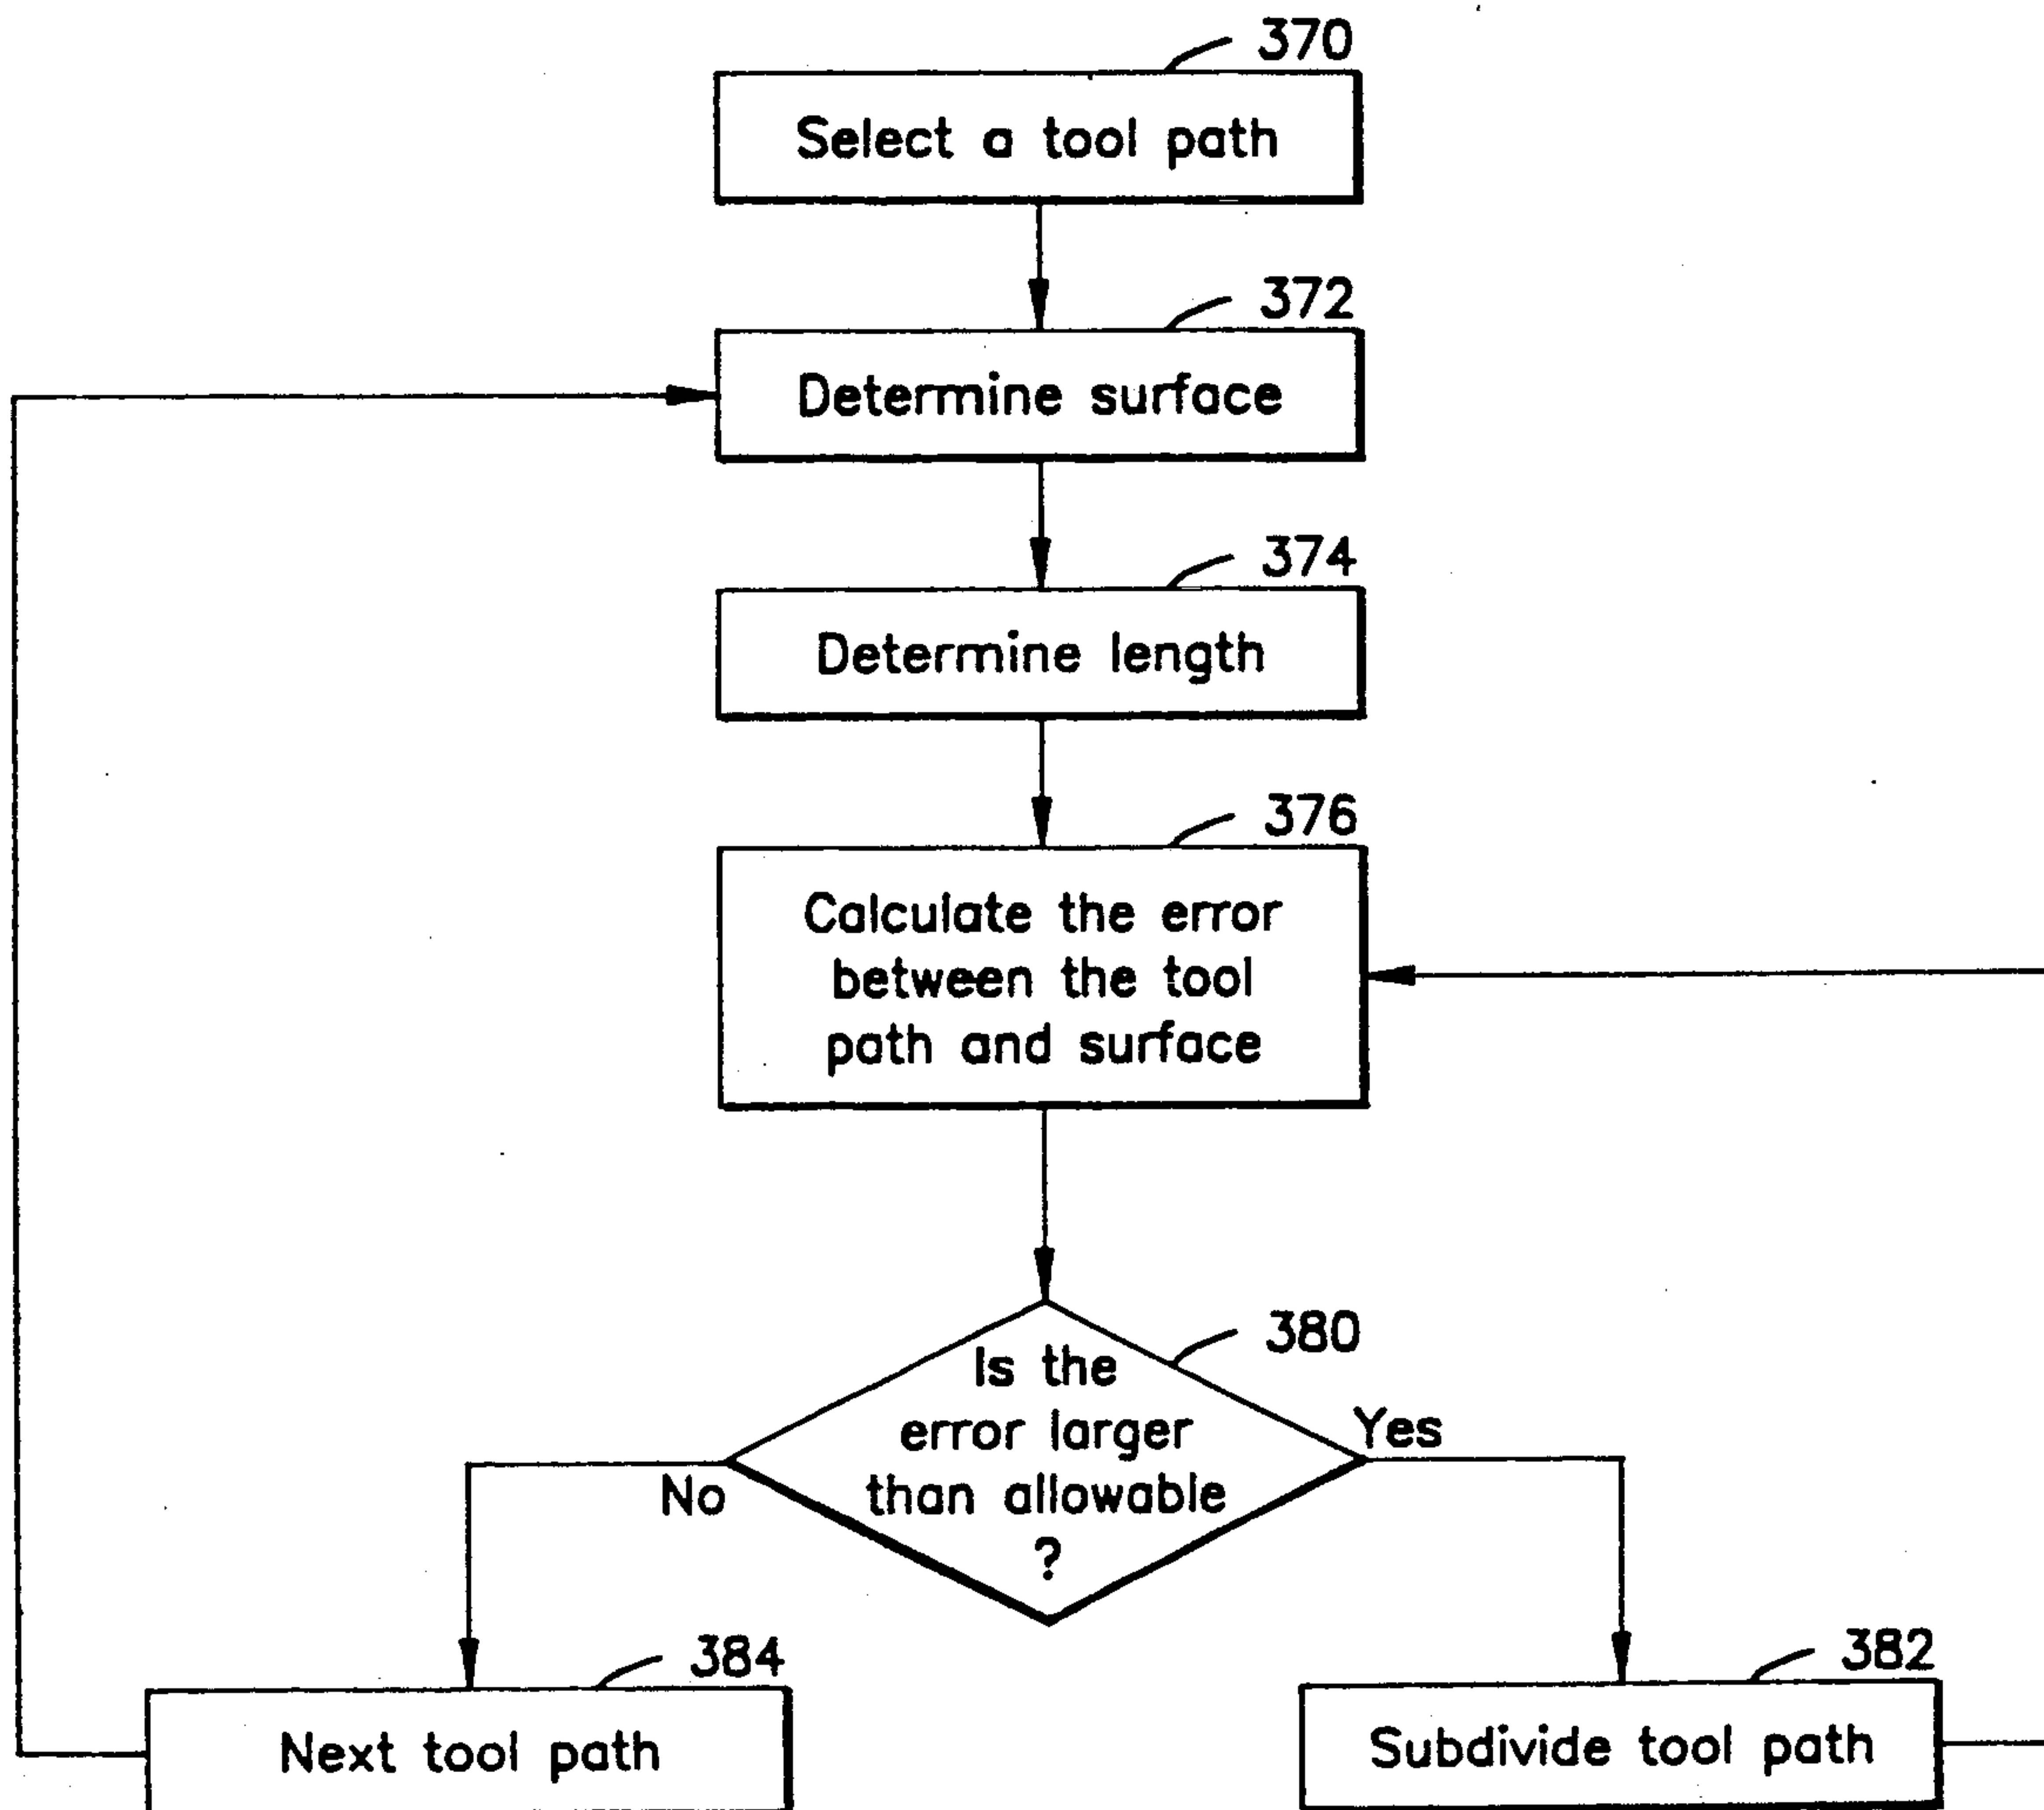 370
Select a tool path
372
Determine surface
374
Determine length
376
Calculate the error
between the tool
path and surface
380
Is the
error larger
than allowable
?
Yes
No
384
Next tool path
382
Subdivide tool path